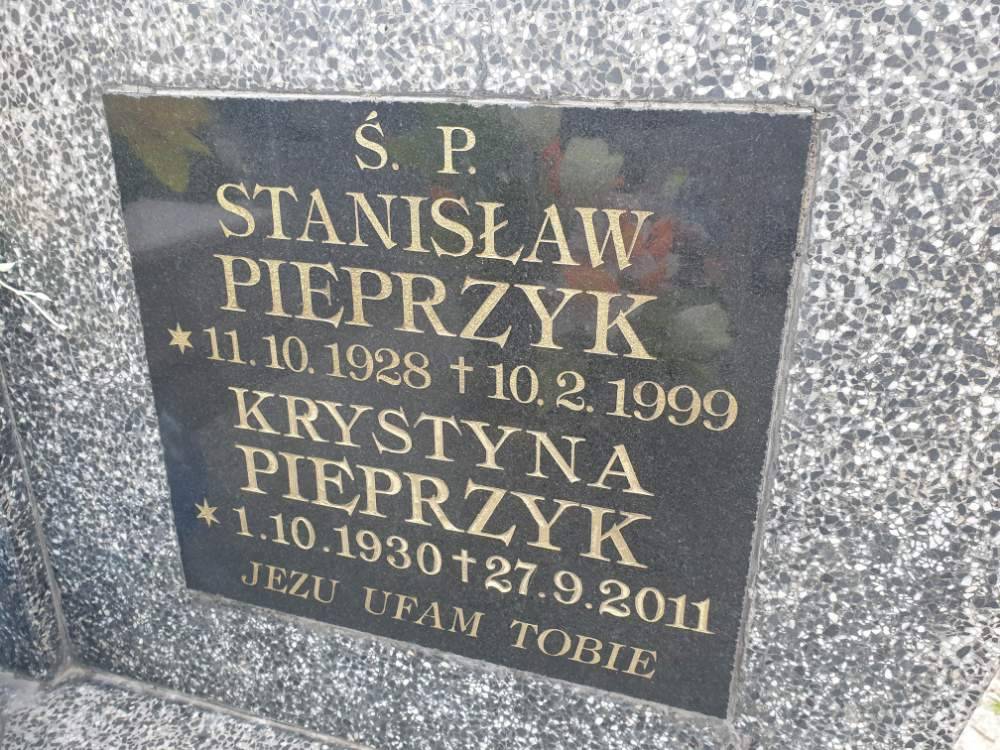 Ś. P.
STANISŁAW
PIEPRZYK
* 11.10.1928 † 10.2.1999
KRYSTYNA
PIEPRZYK
* 1.10.1930 † 27.9.2011
JEZU UFAM TOBIE